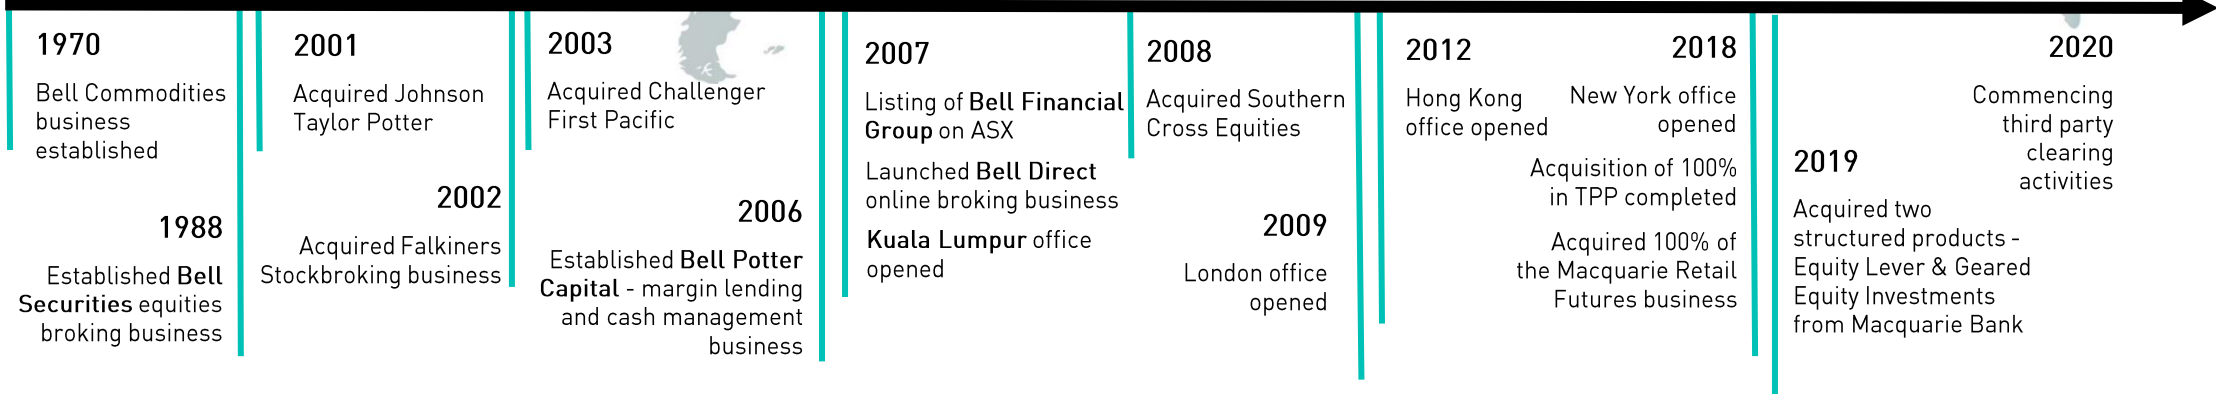 1970
Bell Commodities
business
established
1988
Established Bell
Securities equities
broking business
2001
Acquired Johnson
Taylor Potter
2002
Acquired Falkiners
Stockbroking business
2003
Acquired Challenger
First Pacific
2006
Established Bell Potter
Capital - margin lending
and cash management
business
2007
Listing of Bell Financial
Group on ASX
Launched Bell Direct
online broking business
Kuala Lumpur office
opened
2008
Acquired Southern
Cross Equities
2009
London office
opened
2012
Hong Kong
office opened
2018
New York office
opened
Acquisition of 100%
in TPP completed
Acquired 100% of
the Macquarie Retail
Futures business
2019
Acquired two
structured products -
Equity Lever & Geared
Equity Investments
from Macquarie Bank
2020
Commencing
third party
clearing
activities